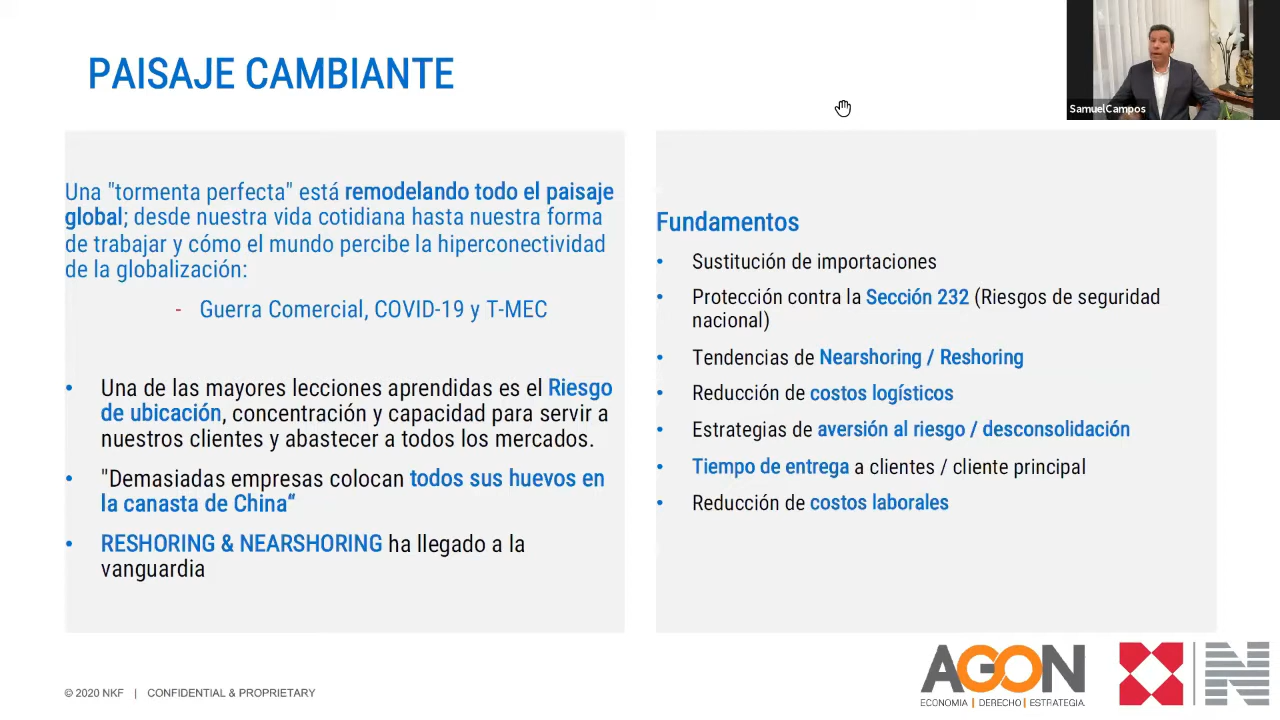 PAISAJE CAMBIANTE
SamuelCampos
Una "tormenta perfecta" está remodelando todo el paisaje
global; desde nuestra vida cotidiana hasta nuestra forma
de trabajar y cómo el mundo percibe la hiperconectividad
de la globalización:
- Guerra Comercial, COVID-19 y T-MEC
• Una de las mayores lecciones aprendidas es el Riesgo
de ubicación, concentración y capacidad para servir a
nuestros clientes y abastecer a todos los mercados.
• "Demasiadas empresas colocan todos sus huevos en
la canasta de China“
• RESHORING & NEARSHORING ha llegado a la
vanguardia
Fundamentos
• Sustitución de importaciones
• Protección contra la Sección 232 (Riesgos de seguridad
nacional)
• Tendencias de Nearshoring / Reshoring
• Reducción de costos logísticos
• Estrategias de aversión al riesgo / desconsolidación
• Tiempo de entrega a clientes / cliente principal
• Reducción de costos laborales
© 2020 NKF | CONFIDENTIAL & PROPRIETARY
AGON
ECONOMIA | DERECHO | ESTRATEGIA
N